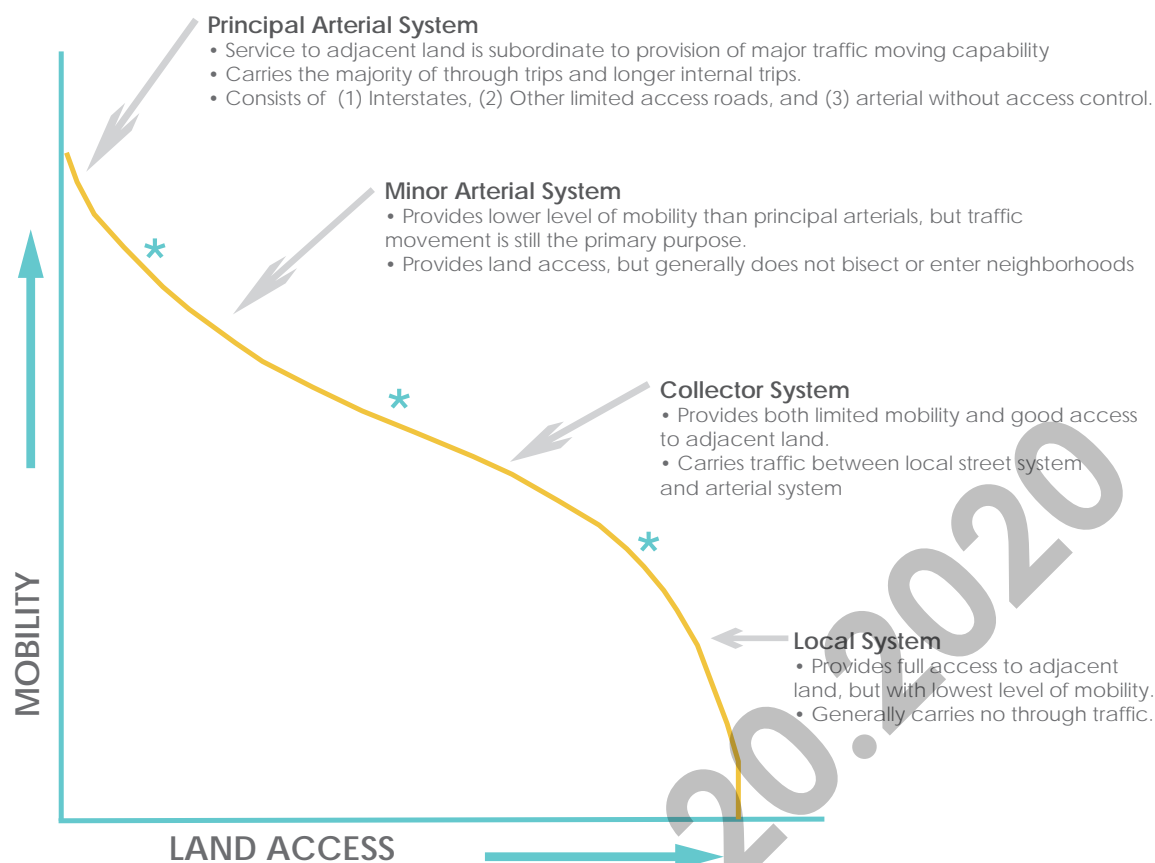 Principal Arterial System
• Service to adjacent land is subordinate to provision of major traffic moving capability
• Carries the majority of through trips and longer internal trips.
• Consists of (1) Interstates, (2) Other limited access roads, and (3) arterial without access control.
Minor Arterial System
• Provides lower level of mobility than principal arterials, but traffic
movement is still the primary purpose.
• Provides land access, but generally does not bisect or enter neighborhoods
*
*
Collector System
• Provides both limited mobility and good access
to adjacent land.
• Carries traffic between local street system
and arterial system
*
Local System
• Provides full access to adjacent
land, but with lowest level of mobility.
• Generally carries no through traffic.
MOBILITY
LAND ACCESS
20.2020